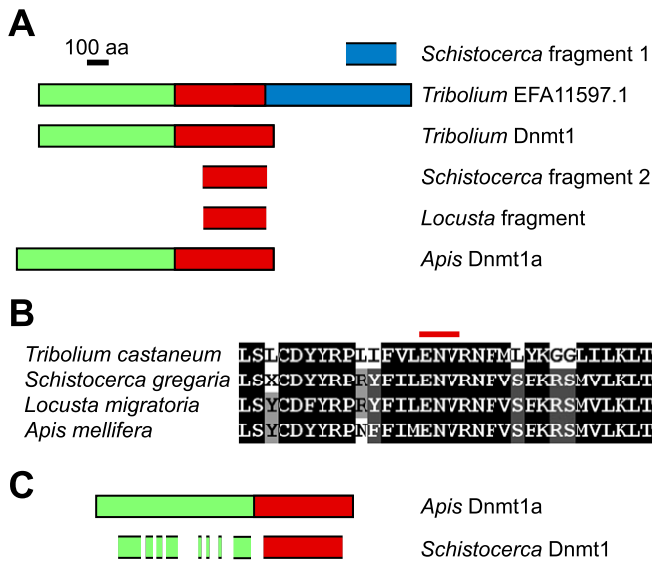 A
100 aa
Schistocerca fragment 1
Tribolium EFA11597.1
Tribolium Dnmt1
Schistocerca fragment 2
Locusta fragment
Apis Dnmt1a
B
Tribolium castaneum LSLCDYYRPLIFVLENVRNFMLYKGGLILKLT
Schistocerca gregaria LSXCDYYRPRYFILENVRNFVSFKRSMVLKLT
Locusta migratoria LSYCDFYRPRYFILENVRNFVSFKRSMVLKLT
Apis mellifera LSYCDYYRPNFFIMENVRNFVSFKRSMVLKLT
C
Apis Dnmt1a
Schistocerca Dnmt1